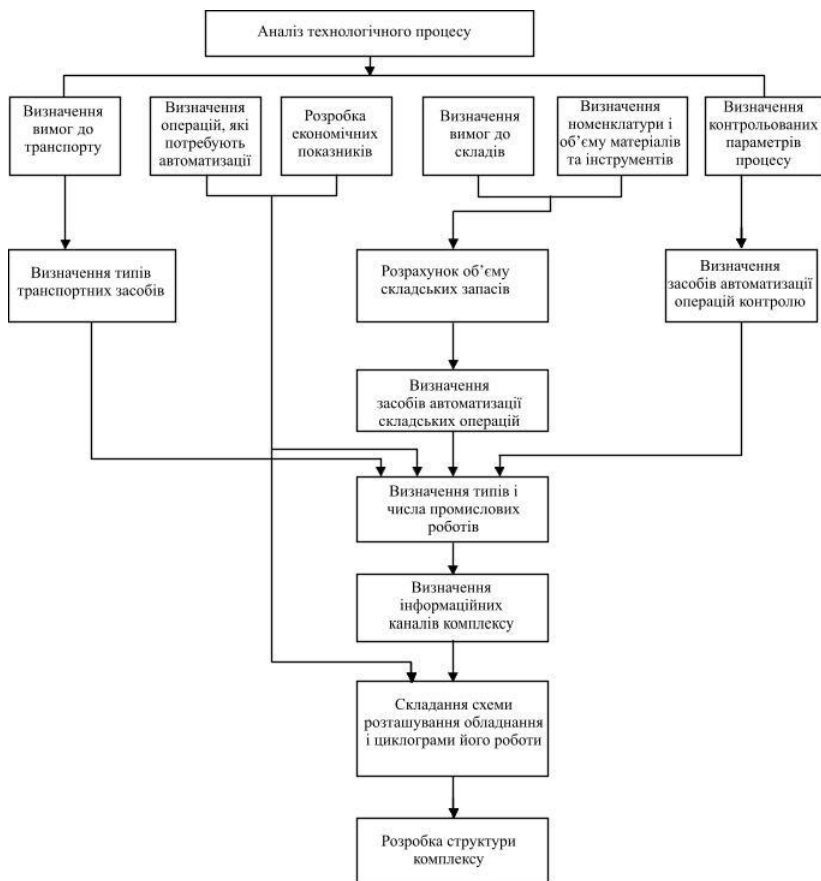 Аналіз технологічного процесу
Визначення
вимог до
транспорту
Визначення
операцій, які
потребують
автоматизації
Розробка
економічних
показників
Визначення
вимог до
складів
Визначення
номенклатури і
об’єму матеріалів
та інструментів
Визначення
контрольованих
параметрів
процесу
Визначення типів
транспортних засобів
Розрахунок об’єму
складських запасів
Визначення
засобів автоматизації
операцій контролю
Визначення
засобів автоматизації
складських операцій
Визначення типів і
числа промислових
роботів
Визначення
інформаційних
каналів комплексу
Складання схеми
розташування обладнання
і циклограми його роботи
Розробка структури
комплексу